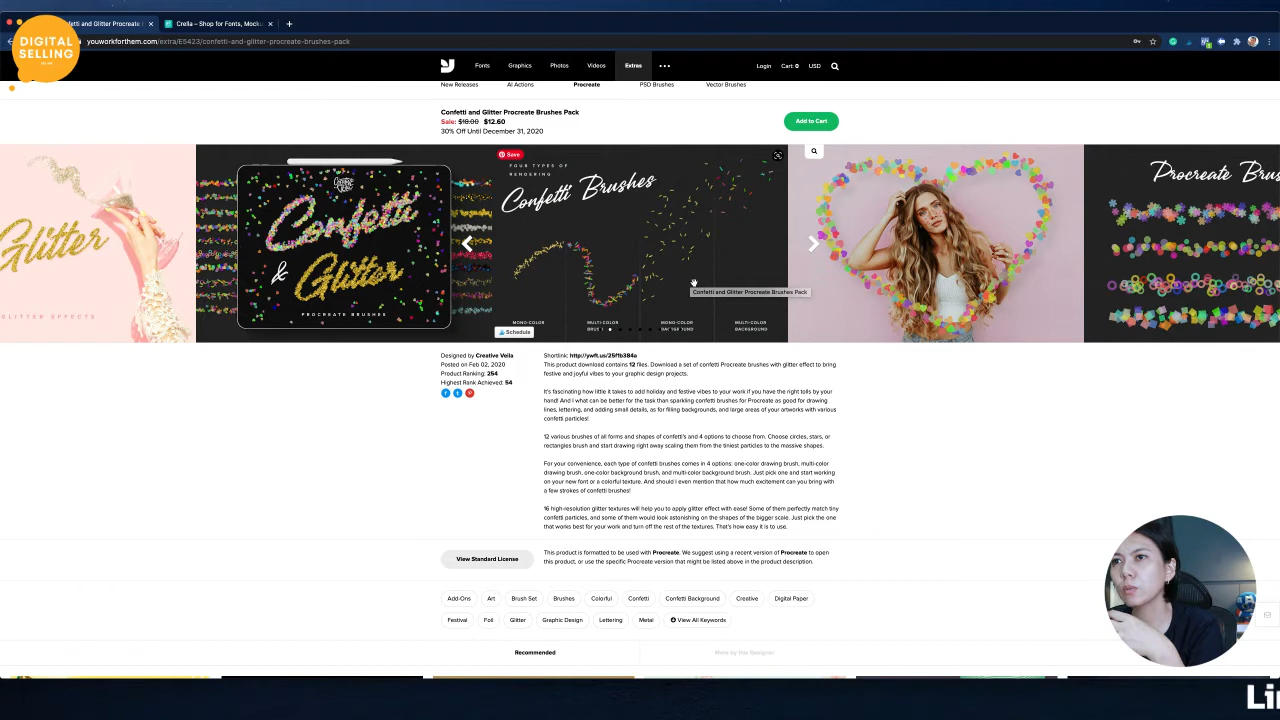 DIGITAL
SELLING
Confetti and Glitter Procreate
Crella – Shop for Fonts, Mocku
youworkforthem.com/extra/E5423/confetti-and-glitter-procreate-brushes-pack
Fonts Graphics Photos Videos Extras
Login Cart: 0 USD
New Releases AI Actions Procreate PSD Brushes Vector Brushes
Confetti and Glitter Procreate Brushes Pack
Sale: $18.00 $12.60
30% Off Until December 31, 2020
Add to Cart
Glitter
GLITTER EFFECTS
Confetti
& Glitter
PROCREATE BRUSHES
Save
FOUR TYPES OF
RENDERING
Confetti Brushes
MONO-COLOR
MULTI-COLOR
MONO-COLOR
BACKGROUND
MULTI-COLOR
BACKGROUND
Schedule
Confetti and Glitter Procreate Brushes Pack
Procreate
Designed by Creative Veila
Posted on Feb 02, 2020
Product Ranking: 254
Highest Rank Achieved: 54
Shortlink: http://ywft.us/25ffb384a
This product download contains 12 files. Download a set of confetti Procreate brushes with glitter effect to bring
festive and joyful vibes to your graphic design projects.
It's fascinating how little it takes to add holiday and festive vibes to your work if you have the right tolls by your
hand! And I what can be better for the task than sparkling confetti brushes for Procreate as good for drawing
lines, lettering, and adding small details, as for filling backgrounds, and large areas of your artworks with various
confetti particles!
12 various brushes of all forms and shapes of confetti's and 4 options to choose from. Choose circles, stars, or
rectangles brush and start drawing right away scaling them from the tiniest particles to the massive shapes.
For your convenience, each type of confetti brushes comes in 4 options: one-color drawing brush, multi-color
drawing brush, one-color background brush, and multi-color background brush. Just pick one and start working
on your new font or a colorful texture. And should I even mention that how much excitement can you bring with
a few strokes of confetti brushes!
16 high-resolution glitter textures will help you to apply glitter effect with ease! Some of them perfectly match tiny
confetti particles, and some of them would look astonishing on the shapes of the bigger scale. Just pick the one
that works best for your work and turn off the rest of the textures. That's how easy it is to use.
View Standard License
This product is formatted to be used with Procreate. We suggest using a recent version of Procreate to open
this product, or use the specific Procreate version that might be listed above in the product description.
Add-Ons Art Brush Set Brushes Colorful Confetti Confetti Background Creative Digital Paper
Festival Foil Glitter Graphic Design Lettering Metal View All Keywords
Recommended
More by this Designer